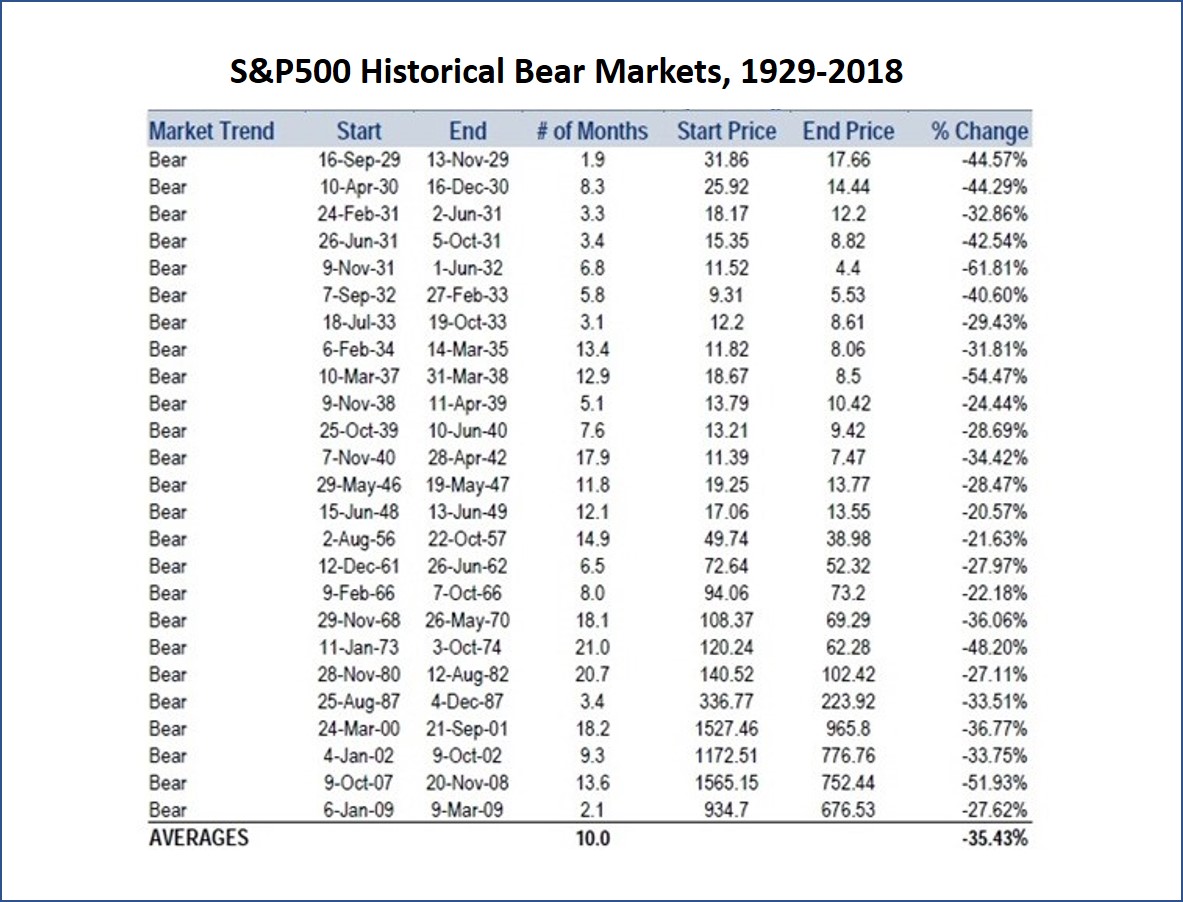 S&P500 Historical Bear Markets, 1929-2018
Market Trend Start End # of Months Start Price End Price % Change
Bear 16-Sep-29 13-Nov-29 1.9 31.86 17.66 -44.57%
Bear 10-Apr-30 16-Dec-30 8.3 25.92 14.44 -44.29%
Bear 24-Feb-31 2-Jun-31 3.3 18.17 12.2 -32.86%
Bear 26-Jun-31 5-Oct-31 3.4 15.35 8.82 -42.54%
Bear 9-Nov-31 1-Jun-32 6.8 11.52 4.4 -61.81%
Bear 7-Sep-32 27-Feb-33 5.8 9.31 5.53 -40.60%
Bear 18-Jul-33 19-Oct-33 3.1 12.2 8.61 -29.43%
Bear 6-Feb-34 14-Mar-35 13.4 11.82 8.06 -31.81%
Bear 10-Mar-37 31-Mar-38 12.9 18.67 8.5 -54.47%
Bear 9-Nov-38 11-Apr-39 5.1 13.79 10.42 -24.44%
Bear 25-Oct-39 10-Jun-40 7.6 13.21 9.42 -28.69%
Bear 7-Nov-40 28-Apr-42 17.9 11.39 7.47 -34.42%
Bear 29-May-46 19-May-47 11.8 19.25 13.77 -28.47%
Bear 15-Jun-48 13-Jun-49 12.1 17.06 13.55 -20.57%
Bear 2-Aug-56 22-Oct-57 14.9 49.74 38.98 -21.63%
Bear 12-Dec-61 26-Jun-62 6.5 72.64 52.32 -27.97%
Bear 9-Feb-66 7-Oct-66 8.0 94.06 73.2 -22.18%
Bear 29-Nov-68 26-May-70 18.1 108.37 69.29 -36.06%
Bear 11-Jan-73 3-Oct-74 21.0 120.24 62.28 -48.20%
Bear 28-Nov-80 12-Aug-82 20.7 140.52 102.42 -27.11%
Bear 25-Aug-87 4-Dec-87 3.4 336.77 223.92 -33.51%
Bear 24-Mar-00 21-Sep-01 18.2 1527.46 965.8 -36.77%
Bear 4-Jan-02 9-Oct-02 9.3 1172.51 776.76 -33.75%
Bear 9-Oct-07 20-Nov-08 13.6 1565.15 752.44 -51.93%
Bear 6-Jan-09 9-Mar-09 2.1 934.7 676.53 -27.62%
AVERAGES 10.0 -35.43%